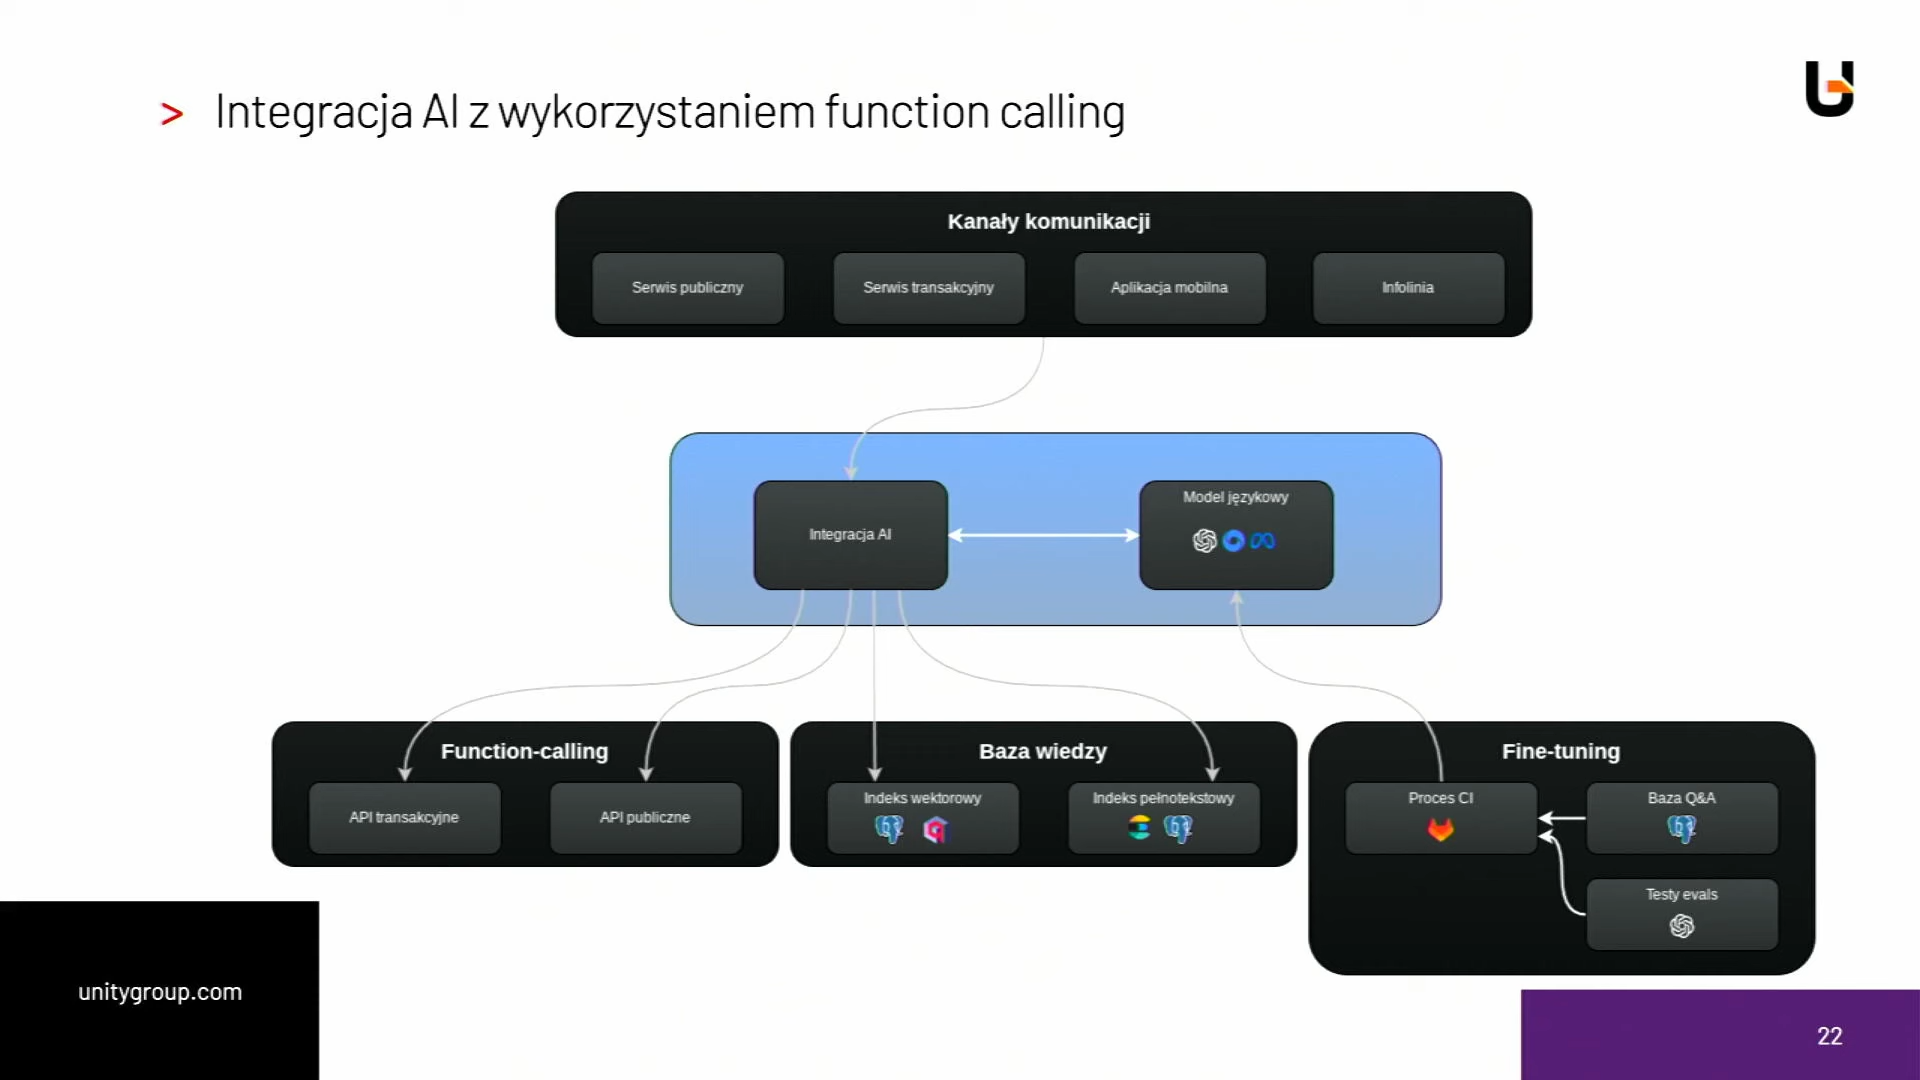 > Integracja AI z wykorzystaniem function calling
Kanały komunikacji
Serwis publiczny
Serwis transakcyjny
Aplikacja mobilna
Infolinia
Integracja AI
Model językowy
Function-calling
API transakcyjne
API publiczne
Baza wiedzy
Indeks wektorowy
Indeks pełnotekstowy
Fine-tuning
Proces CI
Baza Q&A
Testy evals
unitygroup.com
22